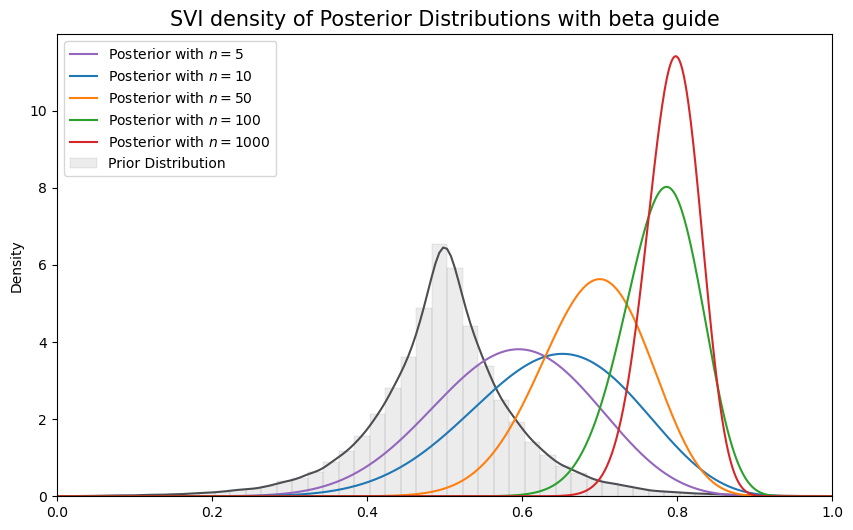 SVI density of Posterior Distributions with beta guide
Posterior with n = 5
Posterior with n = 10
Posterior with n = 50
Posterior with n = 100
Posterior with n = 1000
Prior Distribution
Density
10
8
6
4
2
0
0.0 0.2 0.4 0.6 0.8 1.0